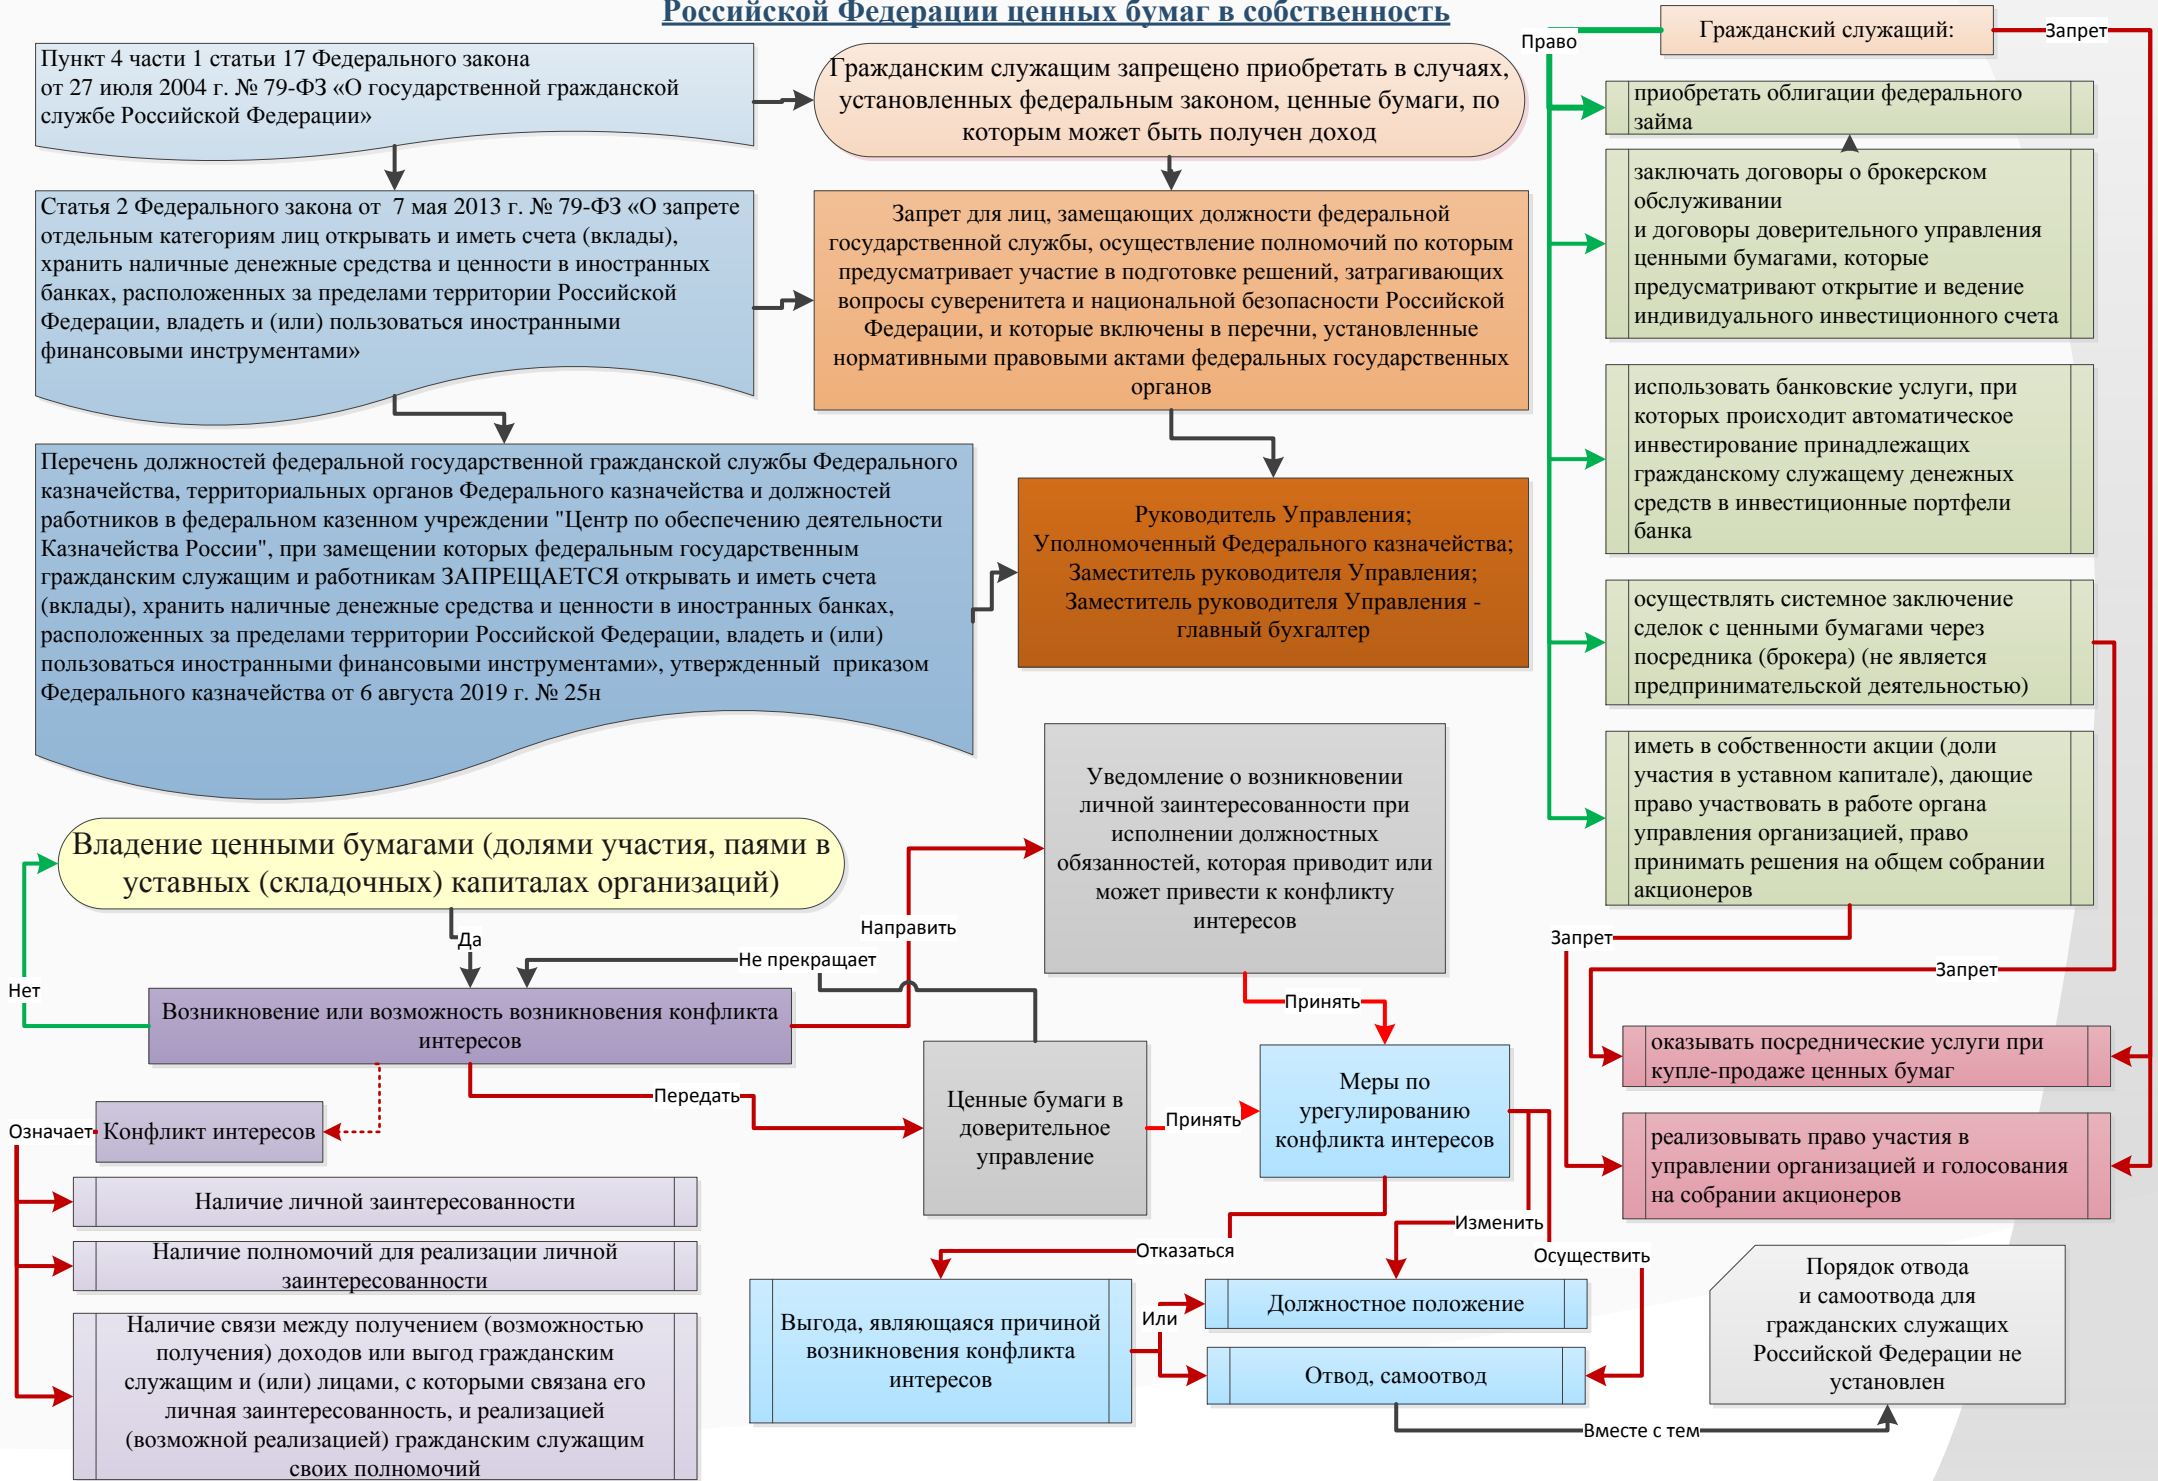 Российской Федерации ценных бумаг в собственность
Пункт 4 части 1 статьи 17 Федерального закона
от 27 июля 2004 г. № 79-ФЗ «О государственной гражданской
службе Российской Федерации»
Гражданским служащим запрещено приобретать в случаях,
установленных федеральным законом, ценные бумаги, по
которым может быть получен доход
Статья 2 Федерального закона от 7 мая 2013 г. № 79-ФЗ «О запрете
отдельным категориям лиц открывать и иметь счета (вклады),
хранить наличные денежные средства и ценности в иностранных
банках, расположенных за пределами территории Российской
Федерации, владеть и (или) пользоваться иностранными
финансовыми инструментами»
Запрет для лиц, замещающих должности федеральной
государственной службы, осуществление полномочий по которым
предусматривает участие в подготовке решений, затрагивающих
вопросы суверенитета и национальной безопасности Российской
Федерации, и которые включены в перечни, установленные
нормативными правовыми актами федеральных государственных
органов
Перечень должностей федеральной государственной гражданской службы Федерального
казначейства, территориальных органов Федерального казначейства и должностей
работников в федеральном казенном учреждении "Центр по обеспечению деятельности
Казначейства России", при замещении которых федеральным государственным
гражданским служащим и работникам ЗАПРЕЩАЕТСЯ открывать и иметь счета
(вклады), хранить наличные денежные средства и ценности в иностранных банках,
расположенных за пределами территории Российской Федерации, владеть и (или)
пользоваться иностранными финансовыми инструментами», утвержденный приказом
Федерального казначейства от 6 августа 2019 г. № 25н
Руководитель Управления;
Уполномоченный Федерального казначейства;
Заместитель руководителя Управления;
Заместитель руководителя Управления -
главный бухгалтер
Право
Гражданский служащий:
Запрет
приобретать облигации федерального
займа
заключать договоры о брокерском
обслуживании
и договоры доверительного управления
ценными бумагами, которые
предусматривают открытие и ведение
индивидуального инвестиционного счета
использовать банковские услуги, при
которых происходит автоматическое
инвестирование принадлежащих
гражданскому служащему денежных
средств в инвестиционные портфели
банка
осуществлять системное заключение
сделок с ценными бумагами через
посредника (брокера) (не является
предпринимательской деятельностью)
иметь в собственности акции (доли
участия в уставном капитале), дающие
право участвовать в работе органа
управления организацией, право
принимать решения на общем собрании
акционеров
Запрет
Запрет
оказывать посреднические услуги при
купле-продаже ценных бумаг
реализовывать право участия в
управлении организацией и голосования
на собрании акционеров
Владение ценными бумагами (долями участия, паями в
уставных (складочных) капиталах организаций)
Да
Нет
Не прекращает
Направить
Уведомление о возникновении
личной заинтересованности при
исполнении должностных
обязанностей, которая приводит или
может привести к конфликту
интересов
Принять
Возникновение или возможность возникновения конфликта
интересов
Передать
Ценные бумаги в
доверительное
управление
Принять
Меры по
урегулированию
конфликта интересов
Означает
Конфликт интересов
Наличие личной заинтересованности
Наличие полномочий для реализации личной
заинтересованности
Наличие связи между получением (возможностью
получения) доходов или выгод гражданским
служащим и (или) лицами, с которыми связана его
личная заинтересованность, и реализацией
(возможной реализацией) гражданским служащим
своих полномочий
Отказаться
Изменить
Осуществить
Выгода, являющаяся причиной
возникновения конфликта
интересов
Или
Должностное положение
Отвод, самоотвод
Вместе с тем
Порядок отвода
и самоотвода для
гражданских служащих
Российской Федерации не
установлен